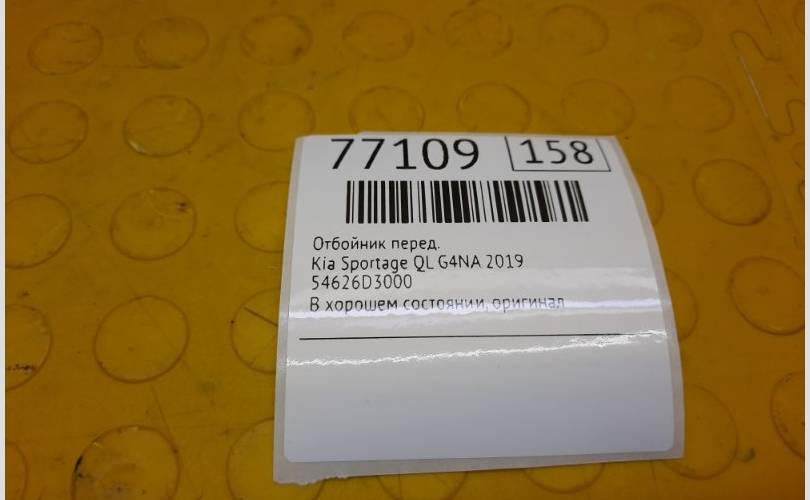 77109 158
Отбойник перед.
Kia Sportage QL G4NA 2019
54626D3000
В хорошем состоянии, оригинал